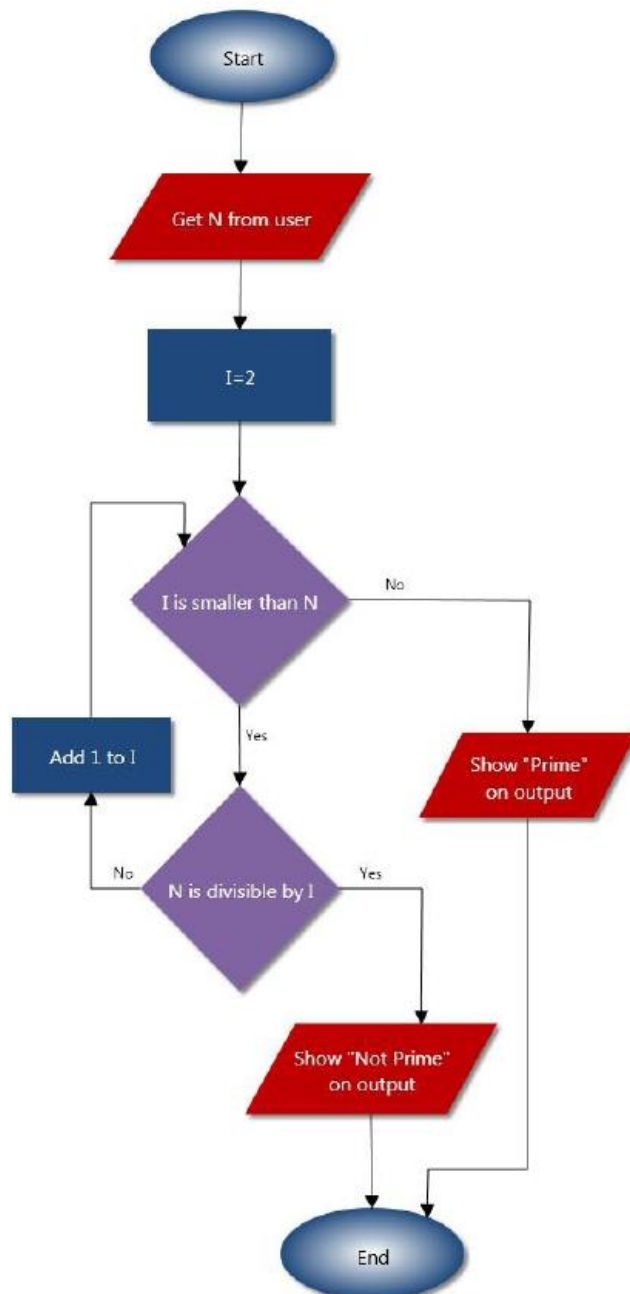 Start
Get N from user
I=2
I is smaller than N
No
Yes
Add 1 to I
Show "Prime"
on output
No
N is divisible by I
Yes
Show "Not Prime"
on output
End